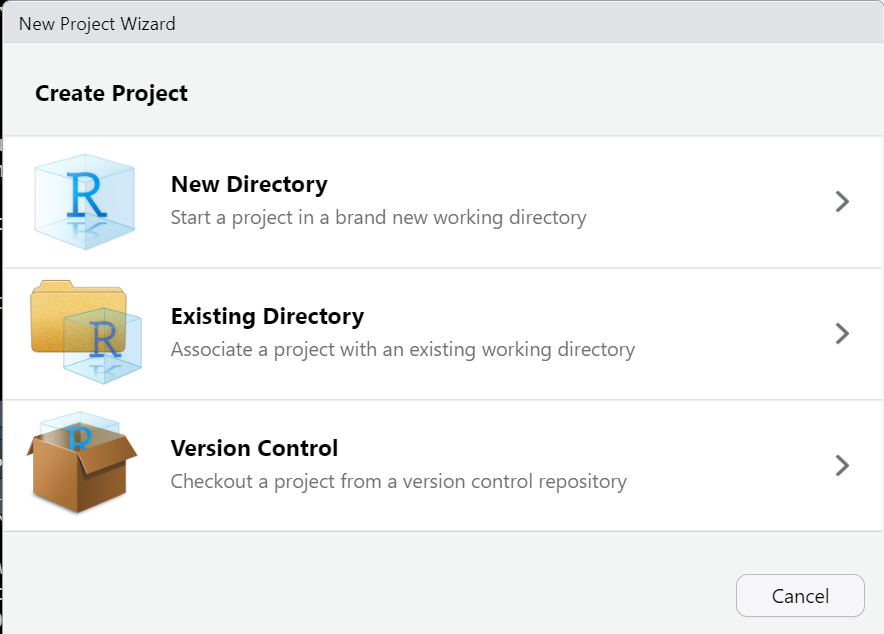 New Project Wizard
Create Project
R
New Directory
Start a project in a brand new working directory
R
Existing Directory
Associate a project with an existing working directory
R
Version Control
Checkout a project from a version control repository
Cancel